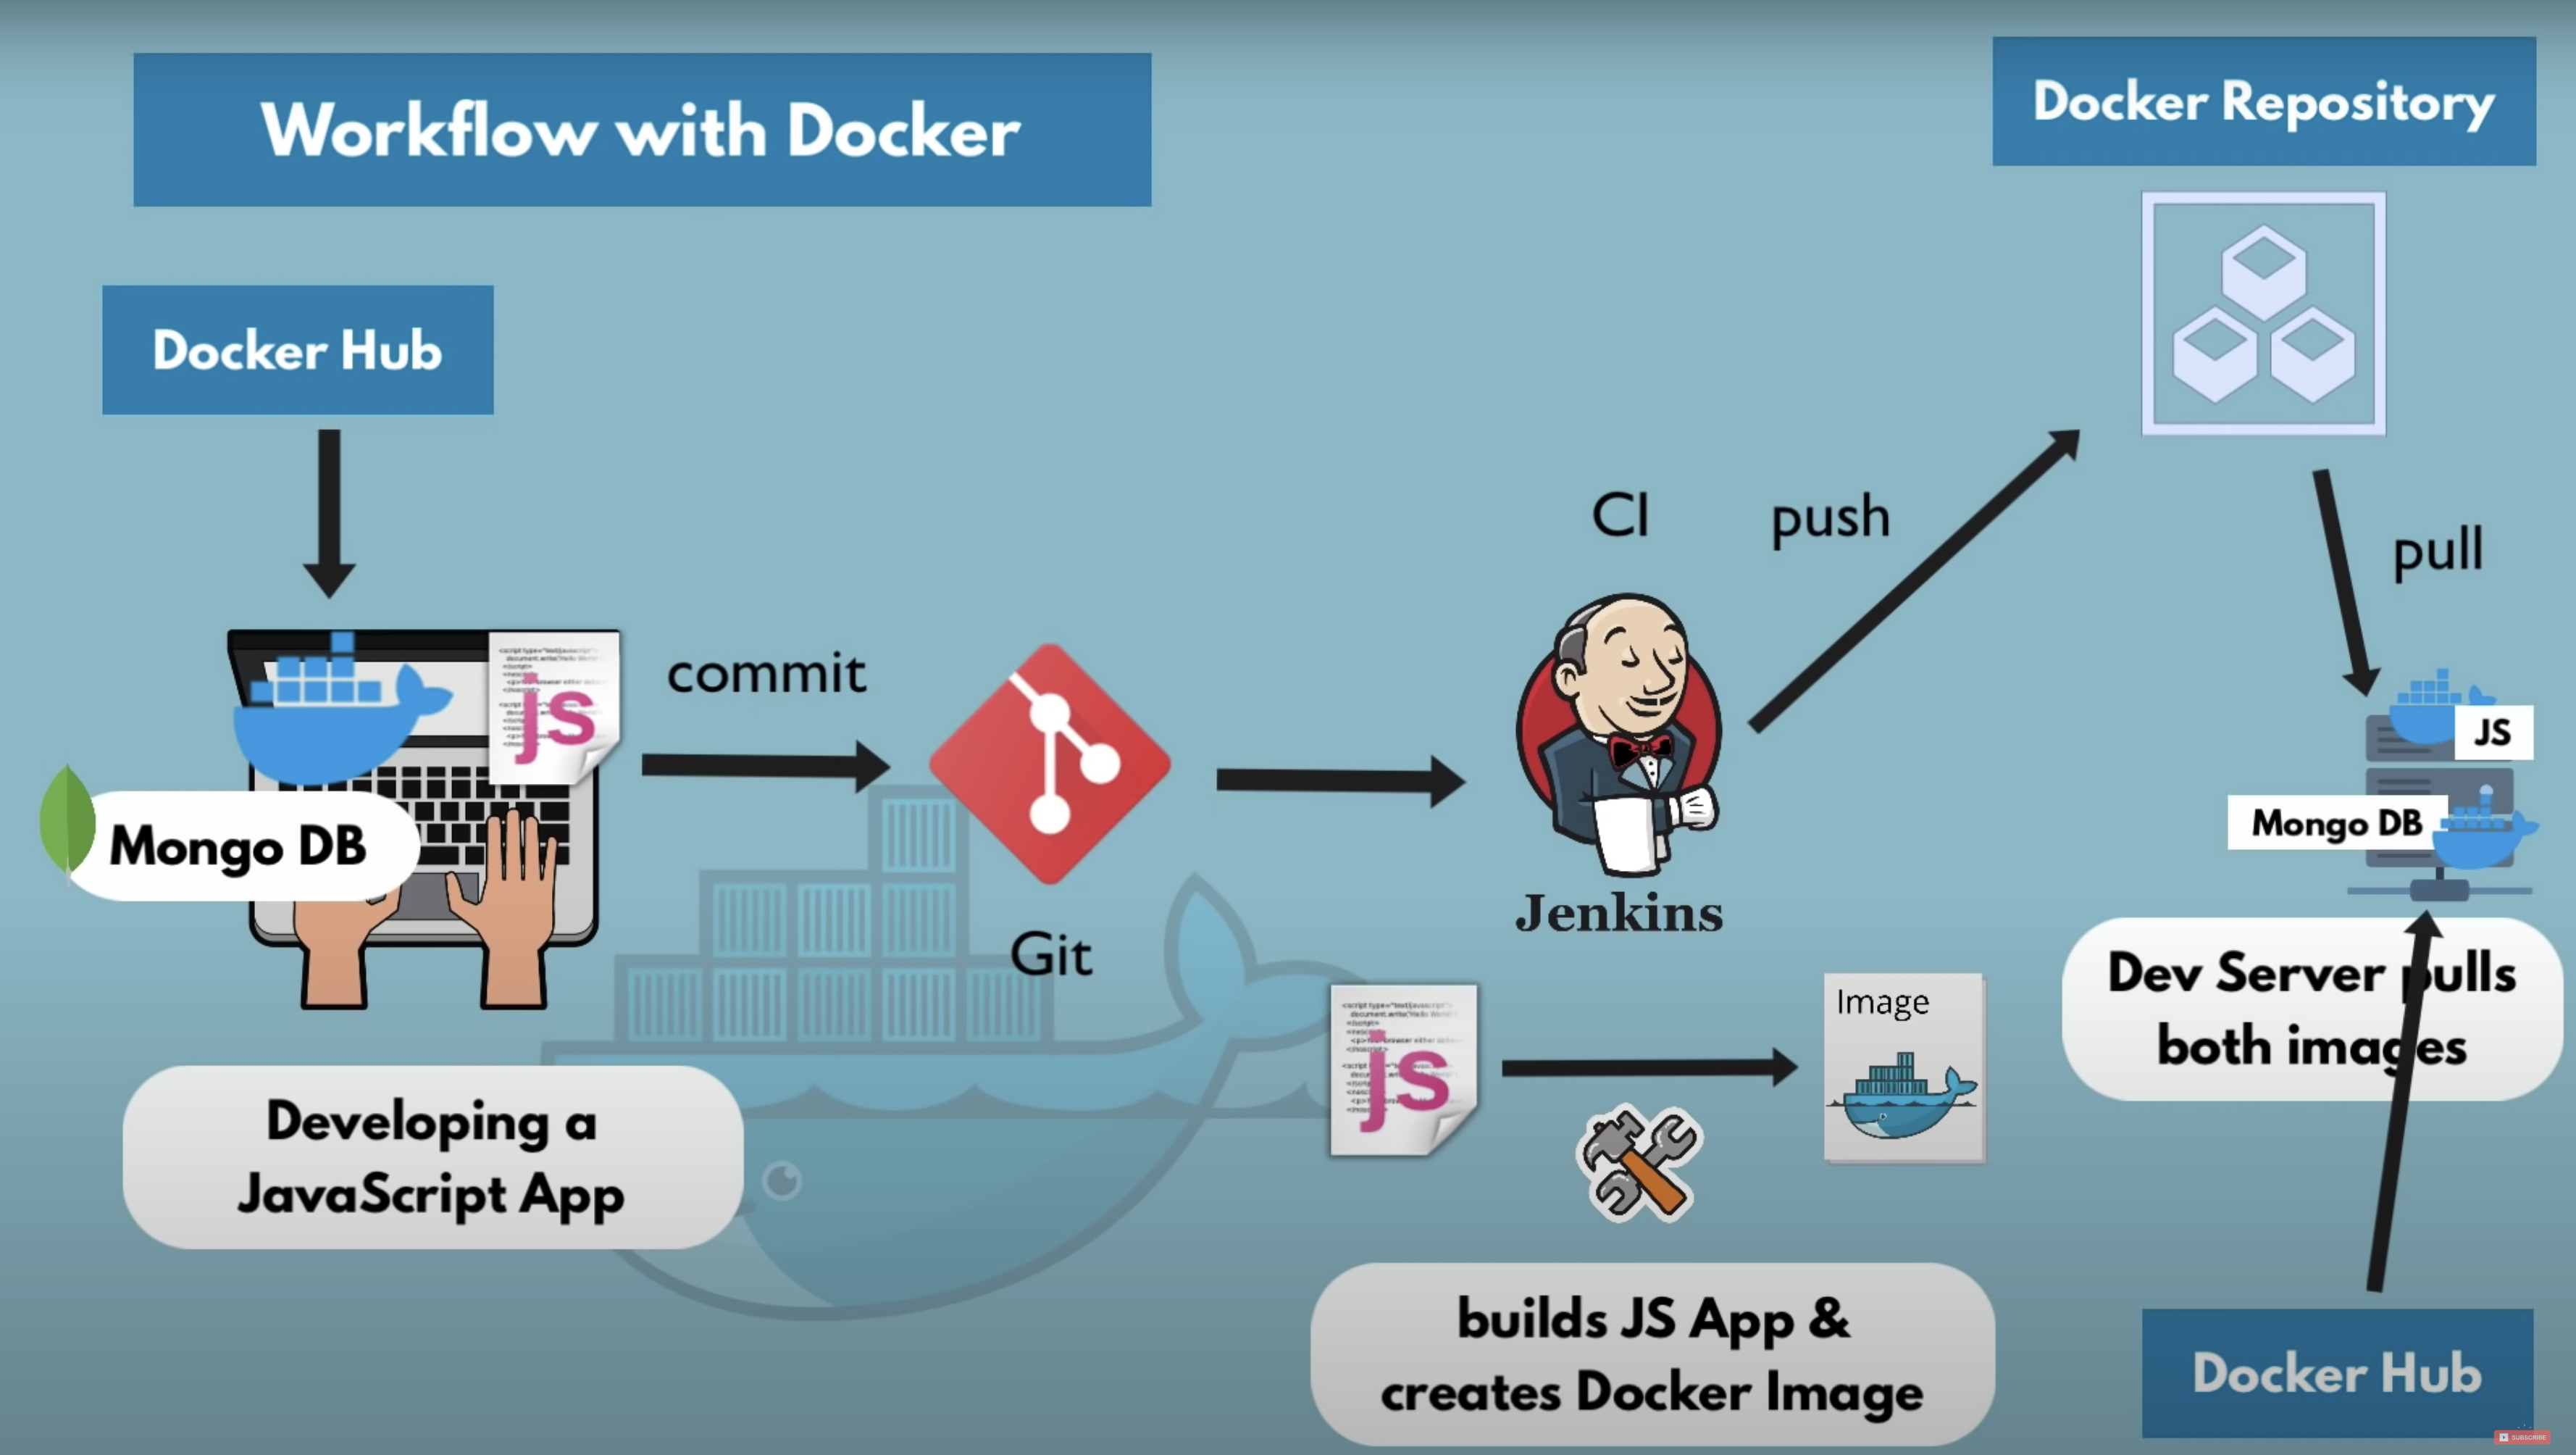 Workflow with Docker
Docker Repository
Docker Hub
CI
push
pull
commit
js
JS
Mongo DB
Mongo DB
Git
Jenkins
Dev Server pulls
both images
js
Image
Developing a
JavaScript App
builds JS App &
creates Docker Image
Docker Hub
SUBSCRIBE